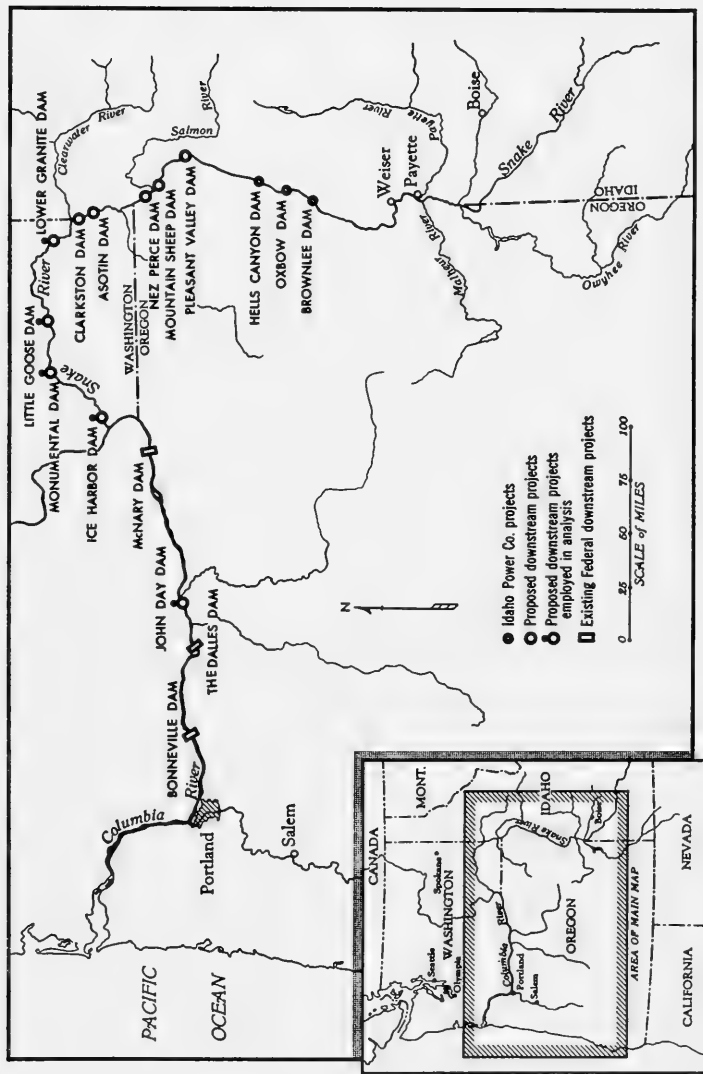 LOWER GRANITE DAM
Clearwater River
Salmon River
LITTLE GOOSE DAM
MONUMENTAL DAM
ICE HARBOR DAM
Snake River
CLARKSTON DAM
ASOTIN DAM
WASHINGTON
OREGON
NEZ PERCE DAM
MOUNTAIN SHEEP DAM
PLEASANT VALLEY DAM
HELLS CANYON DAM
OXBOW DAM
BROWNLEE DAM
Weiser
Payette
Payette River
Boise
Snake River
OREGON
IDAHO
Malheur River
Owyhee River
McNARY DAM
JOHN DAY DAM
THE DALLES DAM
BONNEVILLE DAM
Columbia River
Portland
Salem
PACIFIC
OCEAN
N
Idaho Power Co. projects
Proposed downstream projects
Proposed downstream projects
employed in analysis
Existing Federal downstream projects
0 25 50 75 100
SCALE of MILES
CANADA
MONT.
WASHINGTON
Spokane
Seattle
Olympia
IDAHO
Snake River
Boise
Columbia River
Portland
Salem
OREGON
AREA OF MAIN MAP
CALIFORNIA
NEVADA